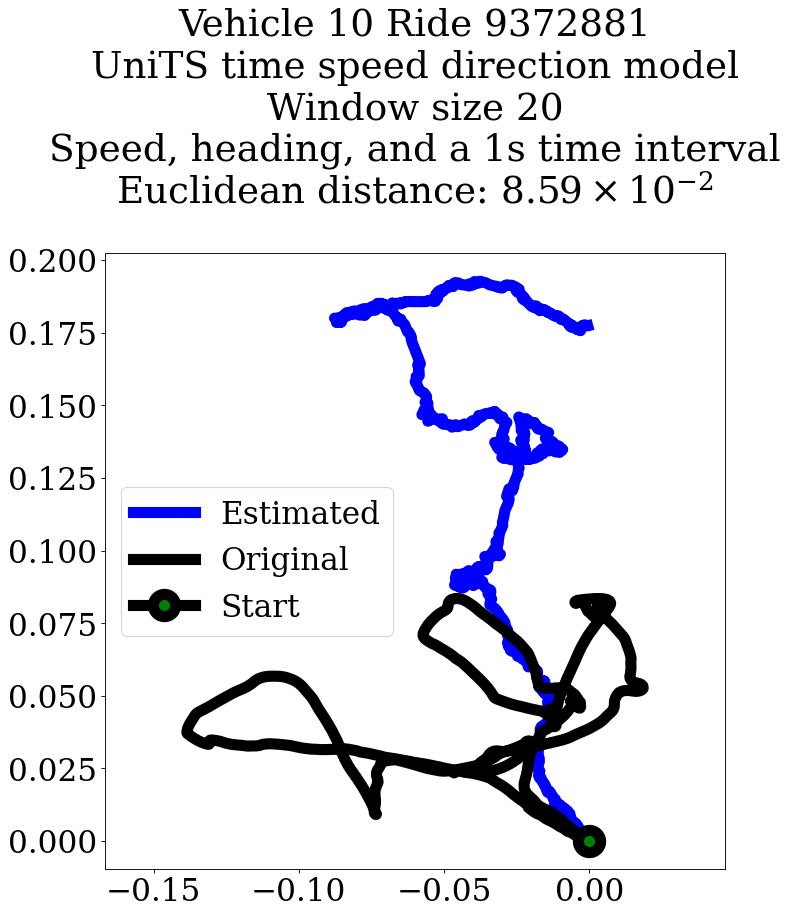 Vehicle 10 Ride 9372881
UniTS time speed direction model
Window size 20
Speed, heading, and a 1s time interval
Euclidean distance: 8.59 × 10⁻²
0.200
0.175
0.150
0.125
0.100
0.075
0.050
0.025
0.000
Estimated
Original
Start
−0.15
−0.10
−0.05
0.00